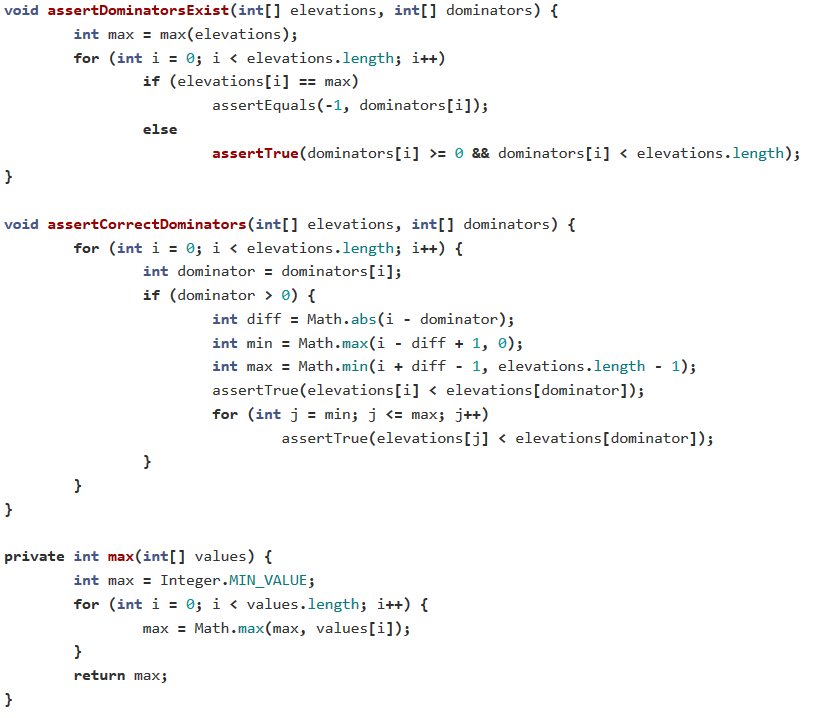 void assertDominatorsExist(int[] elevations, int[] dominators) {
        int max = max(elevations);
        for (int i = 0; i < elevations.length; i++)
                if (elevations[i] == max)
                        assertEquals(-1, dominators[i]);
                else
                        assertTrue(dominators[i] >= 0 && dominators[i] < elevations.length);
}

void assertCorrectDominators(int[] elevations, int[] dominators) {
        for (int i = 0; i < elevations.length; i++) {
                int dominator = dominators[i];
                if (dominator > 0) {
                        int diff = Math.abs(i - dominator);
                        int min = Math.max(i - diff + 1, 0);
                        int max = Math.min(i + diff - 1, elevations.length - 1);
                        assertTrue(elevations[i] < elevations[dominator]);
                        for (int j = min; j <= max; j++)
                                assertTrue(elevations[j] < elevations[dominator]);
                }
        }
}

private int max(int[] values) {
        int max = Integer.MIN_VALUE;
        for (int i = 0; i < values.length; i++) {
                max = Math.max(max, values[i]);
        }
        return max;
}